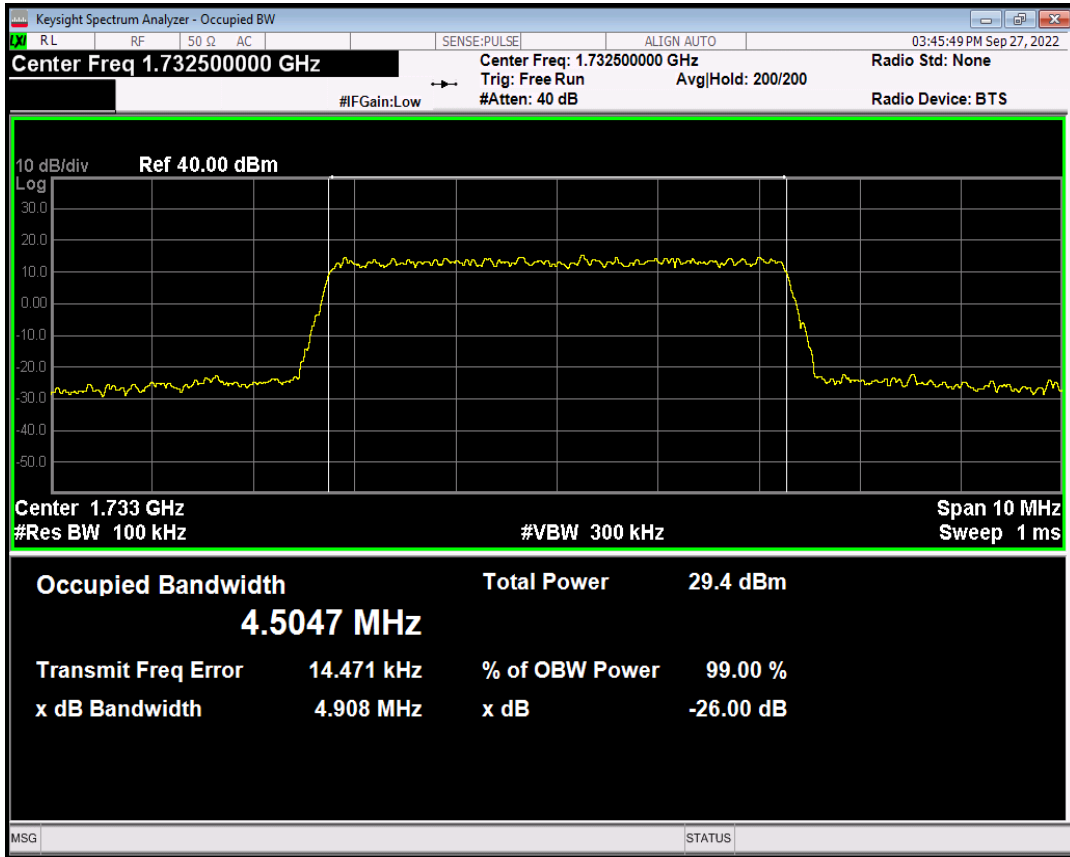 Keysight Spectrum Analyzer - Occupied BW
LXI RL RF 50 Ω AC SENSE:PULSE ALIGN AUTO 03:45:49 PM Sep 27, 2022
Center Freq 1.732500000 GHz Center Freq: 1.732500000 GHz Radio Std: None
Trig: Free Run Avg|Hold: 200/200
#IFGain:Low #Atten: 40 dB Radio Device: BTS
10 dB/div Ref 40.00 dBm
Log
30.0
20.0
10.0
0.00
-10.0
-20.0
-30.0
-40.0
-50.0
Center 1.733 GHz Span 10 MHz
#Res BW 100 kHz #VBW 300 kHz Sweep 1 ms
Occupied Bandwidth Total Power 29.4 dBm
4.5047 MHz
Transmit Freq Error 14.471 kHz % of OBW Power 99.00 %
x dB Bandwidth 4.908 MHz x dB -26.00 dB
MSG STATUS